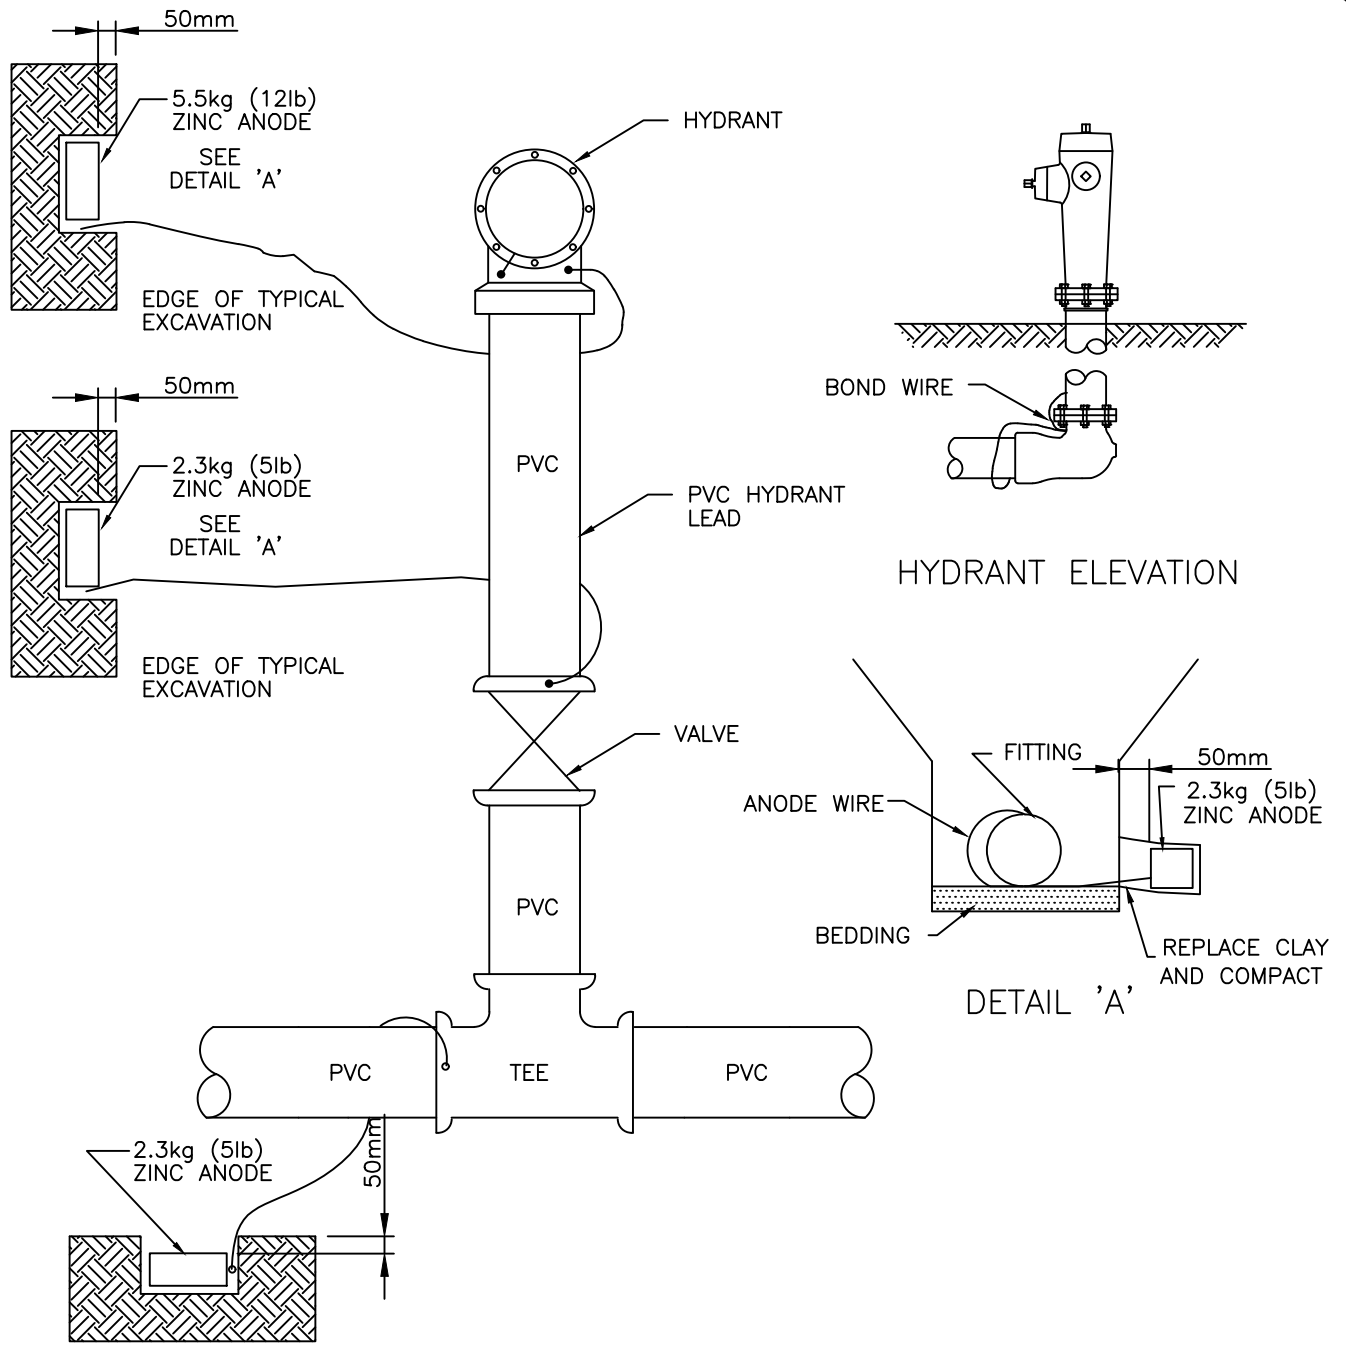 50mm
5.5kg (12lb)
ZINC ANODE
SEE
DETAIL 'A'
EDGE OF TYPICAL
EXCAVATION
HYDRANT
50mm
2.3kg (5lb)
ZINC ANODE
SEE
DETAIL 'A'
EDGE OF TYPICAL
EXCAVATION
PVC
PVC HYDRANT
LEAD
VALVE
PVC
PVC
TEE
PVC
2.3kg (5lb)
ZINC ANODE
50mm
BOND WIRE
HYDRANT ELEVATION
FITTING
50mm
2.3kg (5lb)
ZINC ANODE
ANODE WIRE
BEDDING
REPLACE CLAY
AND COMPACT
DETAIL 'A'